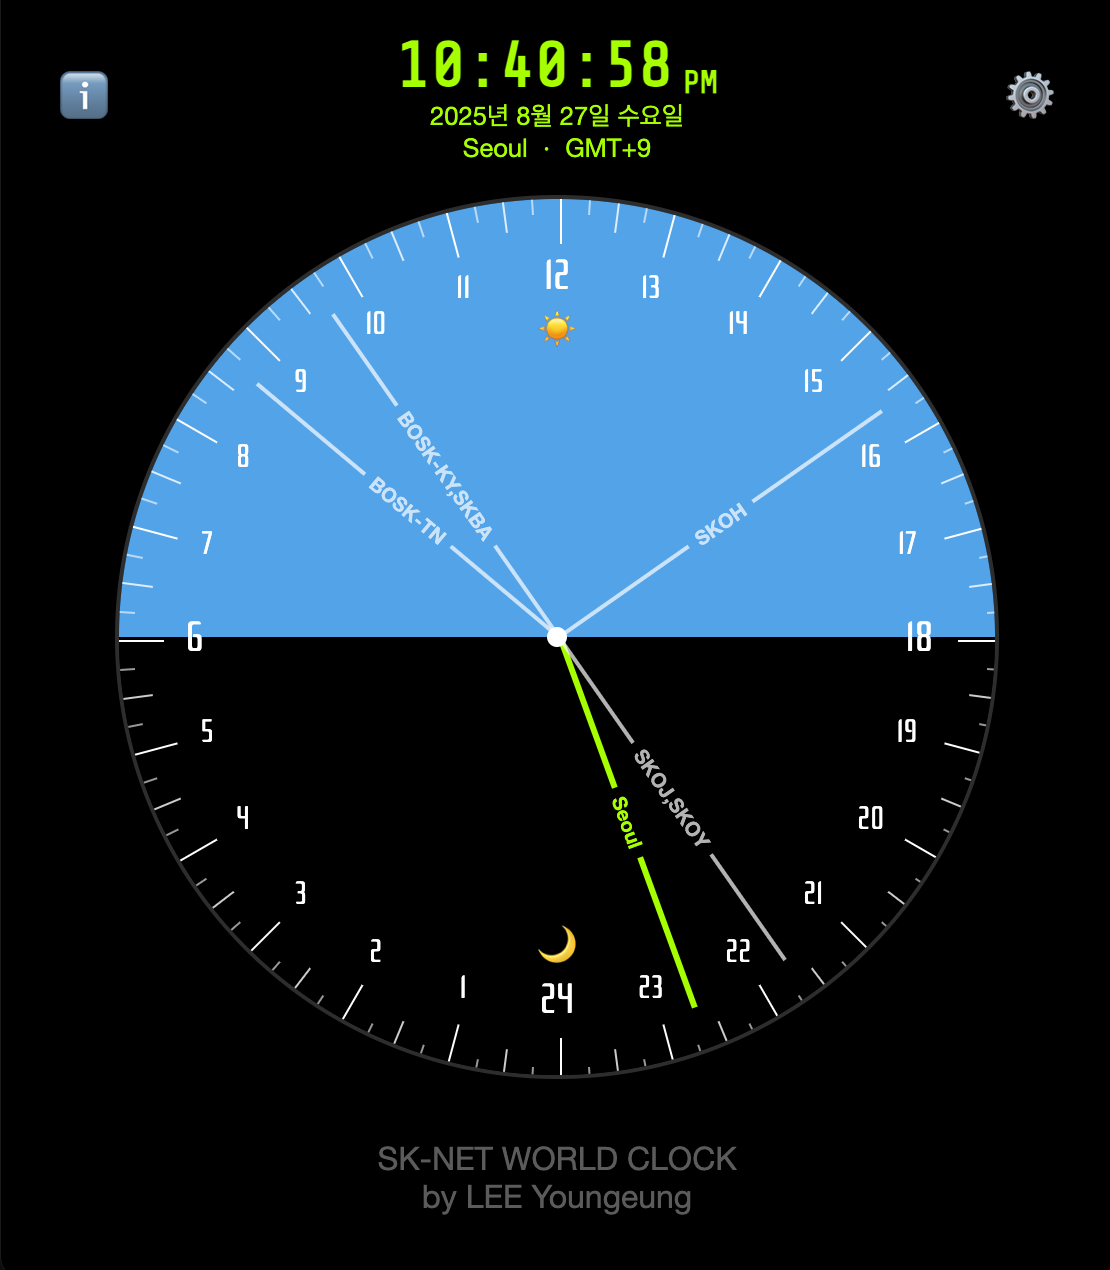 10:40:58 PM
2025년 8월 27일 수요일
Seoul · GMT+9
i
12
11
13
10
14
9
15
8
16
7
17
6
18
5
19
4
20
3
21
2
22
1
23
24
BOSK-KY,SKBA
BOSK-TN
SKOH
SKOJ,SKOY
Seoul
SK-NET WORLD CLOCK
by LEE Youngeung